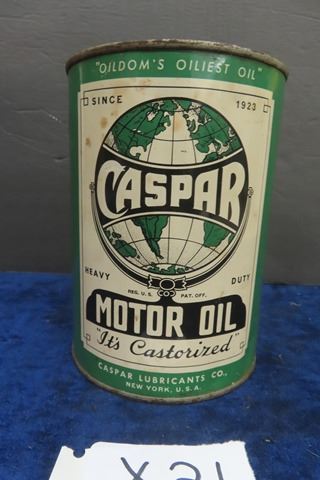 "OILDOM'S OILIEST OIL"
SINCE 1923
CASPAR
HEAVY DUTY
REG. U. S. PAT. OFF.
MOTOR OIL
"It's Castorized"
CASPAR LUBRICANTS CO.,
NEW YORK, U.S.A.